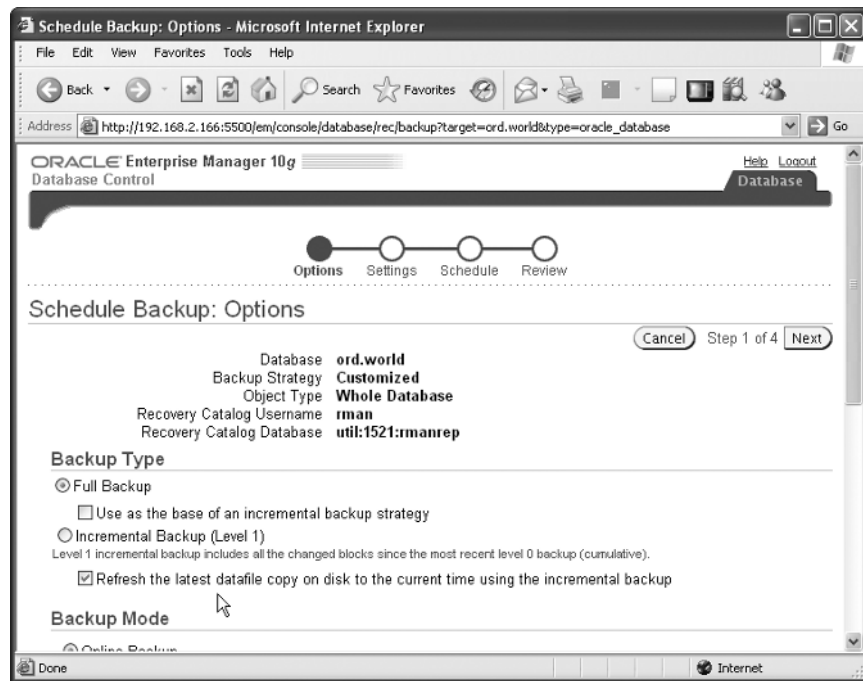 Schedule Backup: Options - Microsoft Internet Explorer
File Edit View Favorites Tools Help
Back Search Favorites
Address http://192.168.2.166:5500/em/console/database/rec/backup?target=ord.world&type=oracle_database Go
ORACLE Enterprise Manager 10g
Help Logout
Database Control
Database
Options Settings Schedule Review
Schedule Backup: Options
Cancel Step 1 of 4 Next
Database ord.world
Backup Strategy Customized
Object Type Whole Database
Recovery Catalog Username rman
Recovery Catalog Database util:1521:rmanrep
Backup Type
Full Backup
Use as the base of an incremental backup strategy
Incremental Backup (Level 1)
Level 1 incremental backup includes all the changed blocks since the most recent level 0 backup (cumulative).
Refresh the latest datafile copy on disk to the current time using the incremental backup
Backup Mode
Online Backup
Done Internet